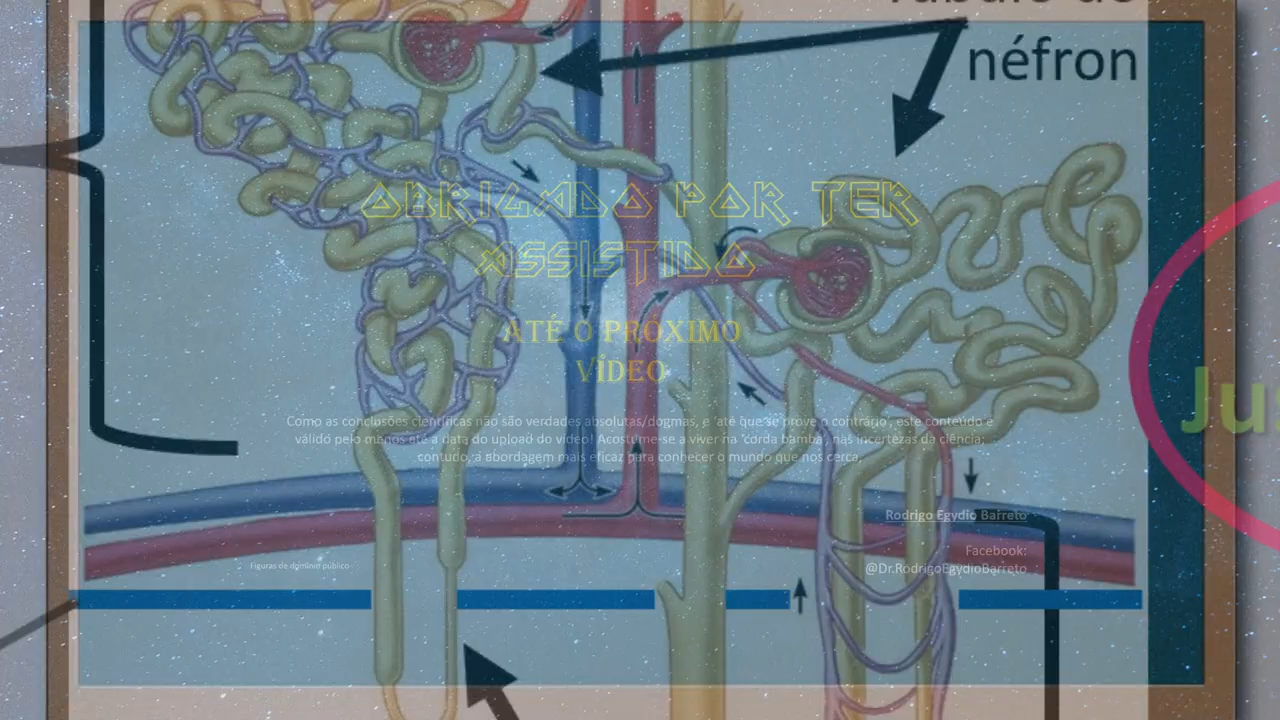 néfron
OBRIGADO POR TER
ASSISTIDO
ATÉ O PRÓXIMO
VÍDEO
Como as conclusões científicas não são verdades absolutas/dogmas, e 'até que se prove o contrário', este conteúdo é
válido pelo menos até a data do upload do vídeo! Acostume-se a viver na 'corda bamba' nas incertezas da ciência;
contudo, a abordagem mais eficaz para conhecer o mundo que nos cerca.
Rodrigo Egydio Barreto
Facebook:
@Dr.RodrigoEgydioBarreto
Figuras de domínio público